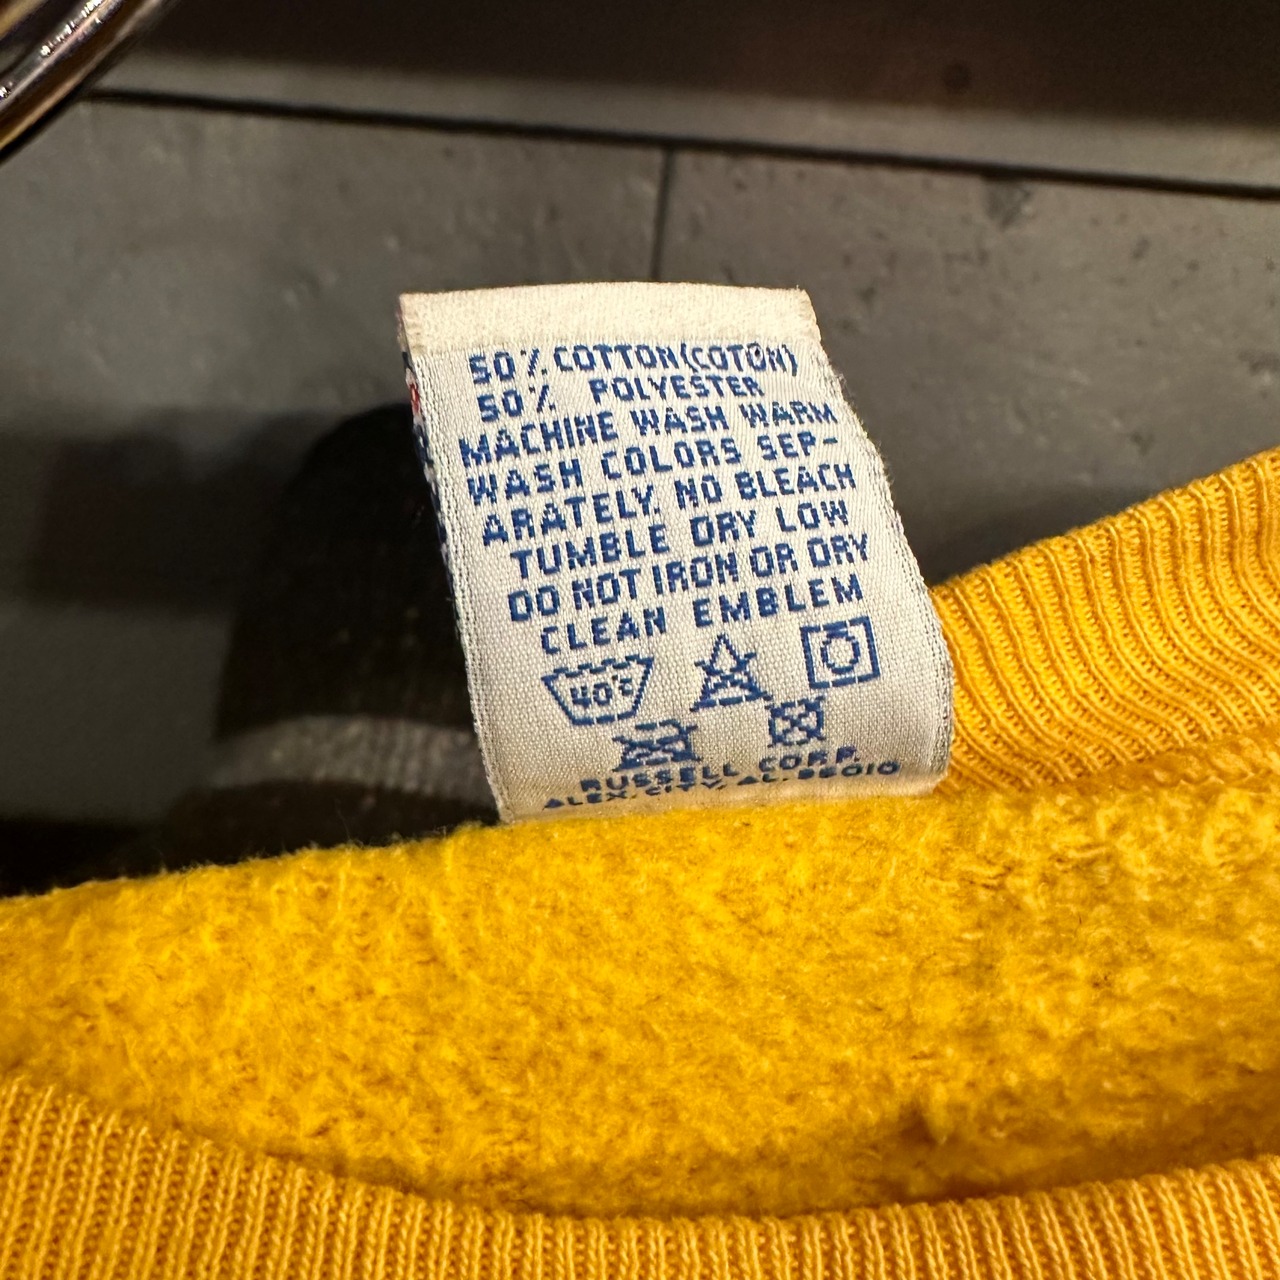 50% COTTON(COTON)
50% POLYESTER
MACHINE WASH WARM
WASH COLORS SEP-
ARATELY. NO BLEACH
TUMBLE DRY LOW
DO NOT IRON OR DRY
CLEAN EMBLEM
40°c
RUSSELL CORP.
ALEX. CITY, AL. 35010